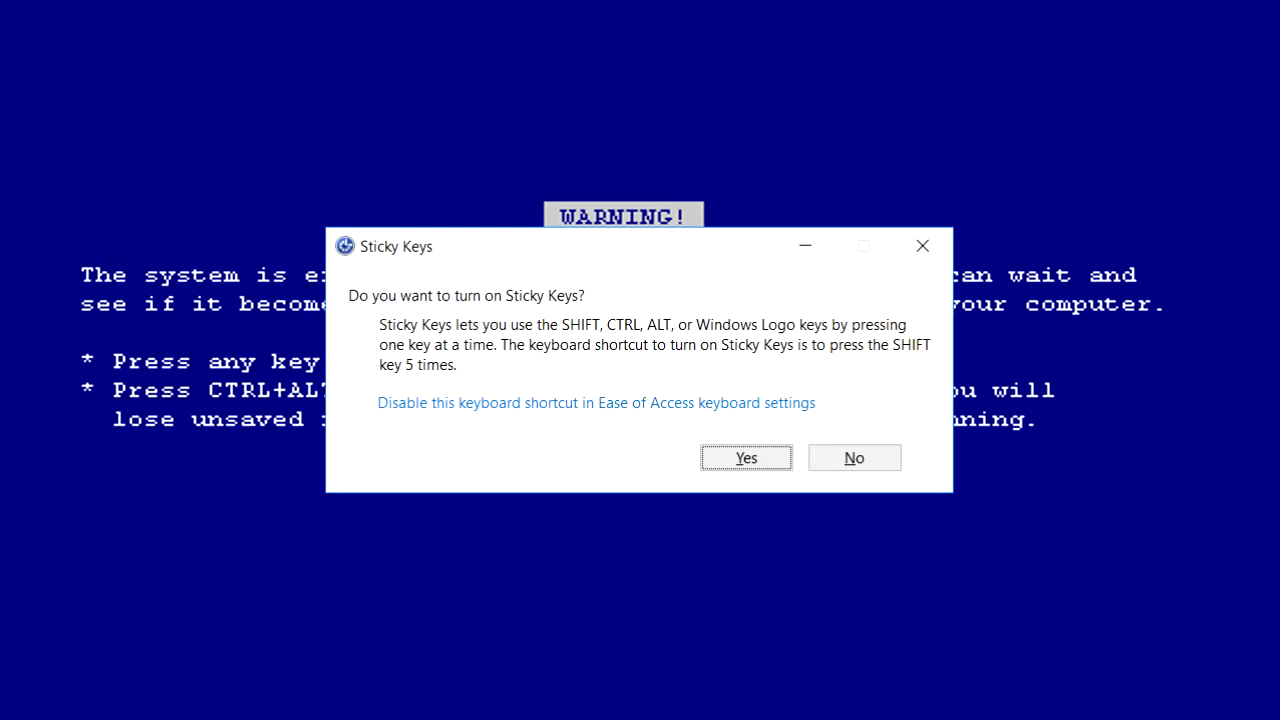 WARNING!
Sticky Keys
The system is e
can wait and
Do you want to turn on Sticky Keys?
see if it become
your computer.
Sticky Keys lets you use the SHIFT, CTRL, ALT, or Windows Logo keys by pressing
one key at a time. The keyboard shortcut to turn on Sticky Keys is to press the SHIFT
key 5 times.
* Press any key
* Press CTRL+ALT
you will
Disable this keyboard shortcut in Ease of Access keyboard settings
lose unsaved
nning.
Yes No